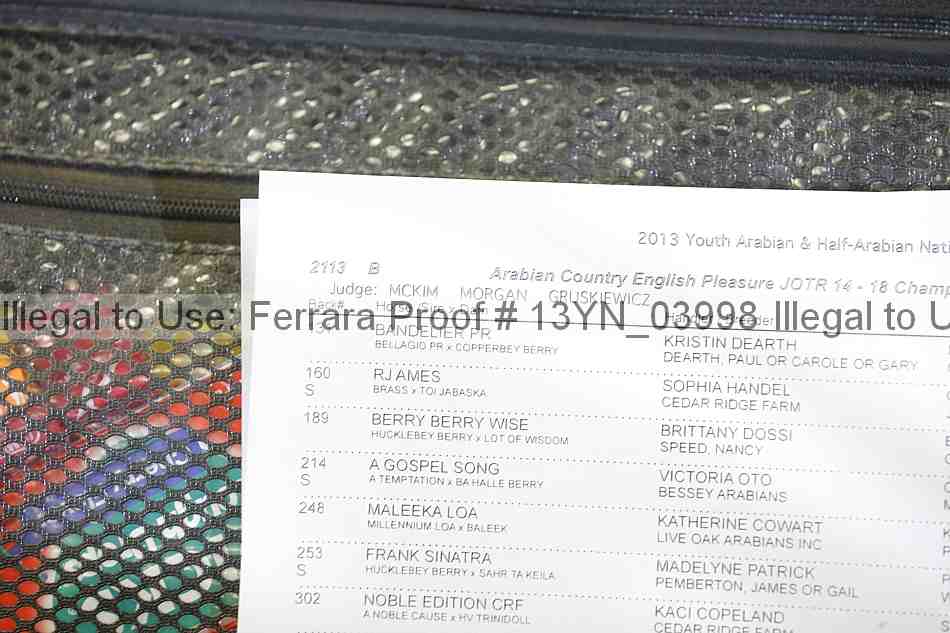 2013 Youth Arabian & Half-Arabian Nati
2113 B Arabian Country English Pleasure JOTR 14 - 18 Champ
Judge: MCKIM MORGAN GRUSKIEWICZ
Illegal to Use: Ferrara Proof # 13YN_03998 Illegal to U
Back#
BANDELIER PR KRISTIN DEARTH
BELLAGIO PR x COPPERBEY BERRY DEARTH, PAUL OR CAROLE OR GARY
160 RJ AMES SOPHIA HANDEL
S BRASS x TOI JABASKA CEDAR RIDGE FARM
189 BERRY BERRY WISE BRITTANY DOSSI
HUCKLEBEY BERRY x LOT OF WISDOM SPEED, NANCY
214 A GOSPEL SONG VICTORIA OTO
S A TEMPTATION x BA HALLE BERRY BESSEY ARABIANS
248 MALEEKA LOA KATHERINE COWART
MILLENNIUM LOA x BALEEK LIVE OAK ARABIANS INC
253 FRANK SINATRA MADELYNE PATRICK
S HUCKLEBEY BERRY x SAHR TA KEILA PEMBERTON, JAMES OR GAIL
302 NOBLE EDITION CRF KACI COPELAND
A NOBLE CAUSE x HV TRINIDOLL CEDAR RIDGE FARM